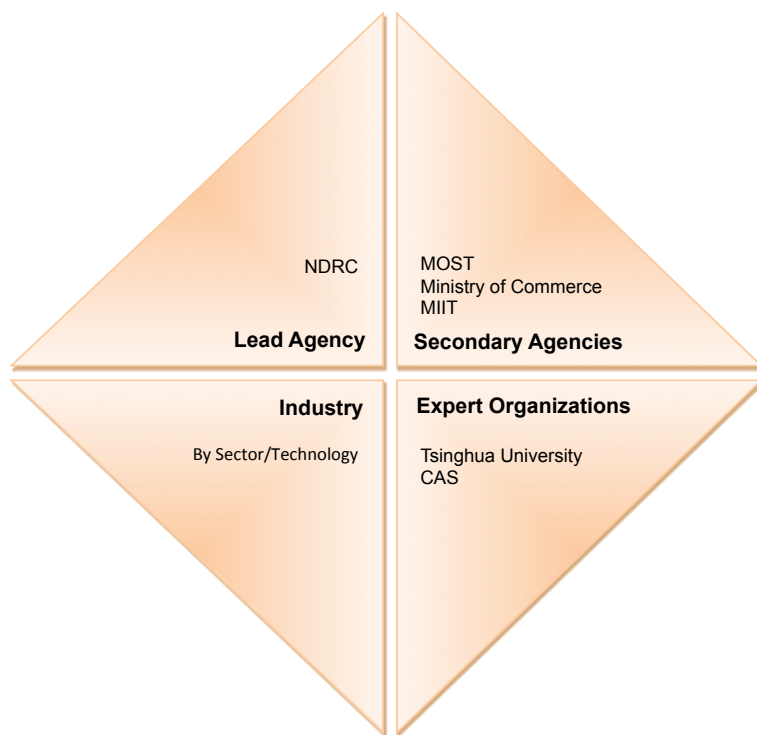 NDRC
Lead Agency
MOST
Ministry of Commerce
MIIT
Secondary Agencies
Industry
By Sector/Technology
Expert Organizations
Tsinghua University
CAS